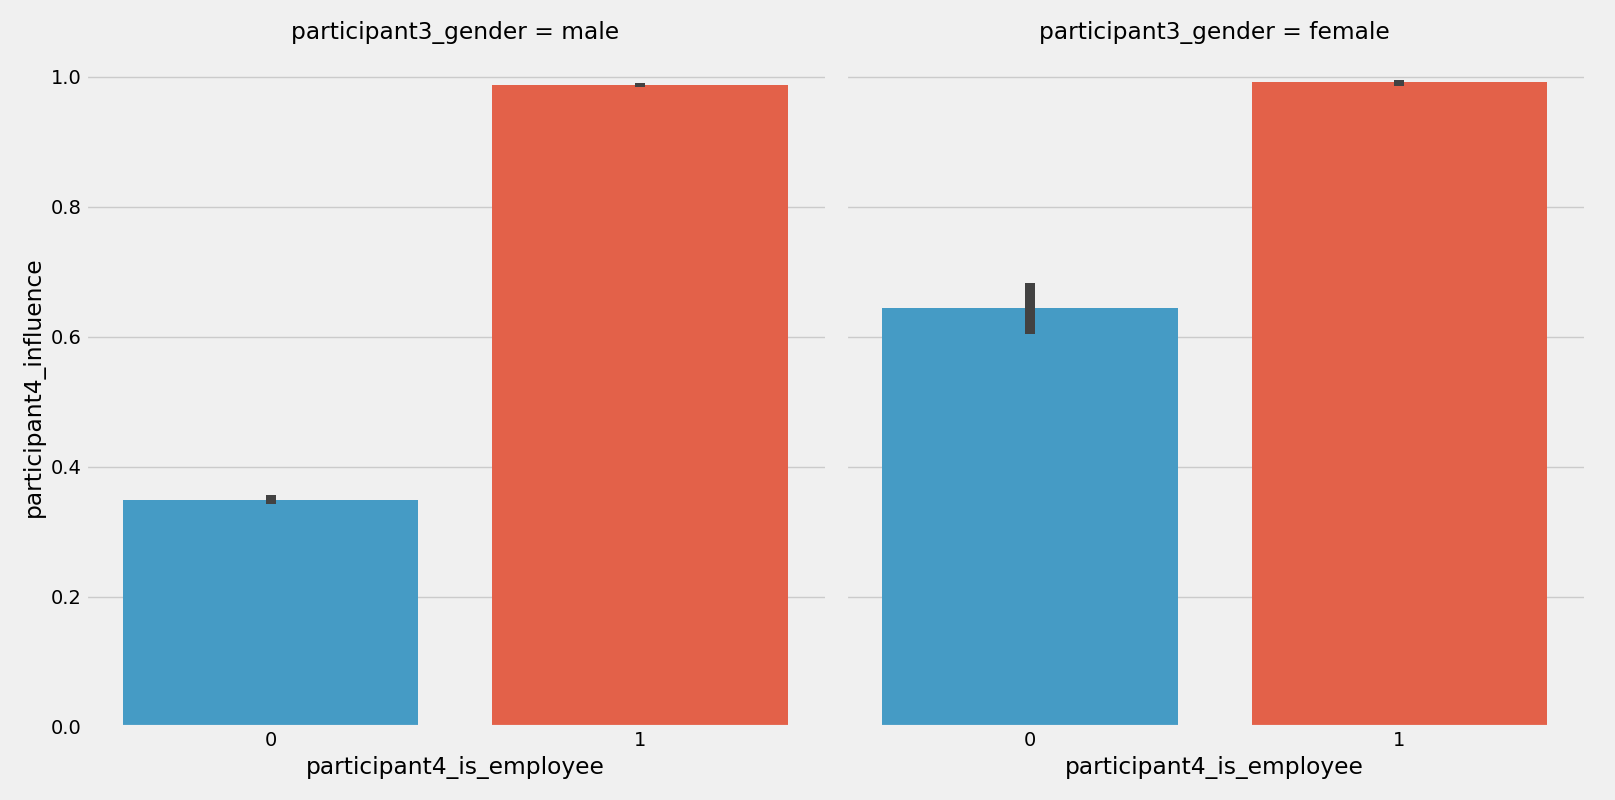 participant3_gender = male
participant3_gender = female
participant4_influence
1.0
0.8
0.6
0.4
0.2
0.0
0 1
0 1
participant4_is_employee
participant4_is_employee